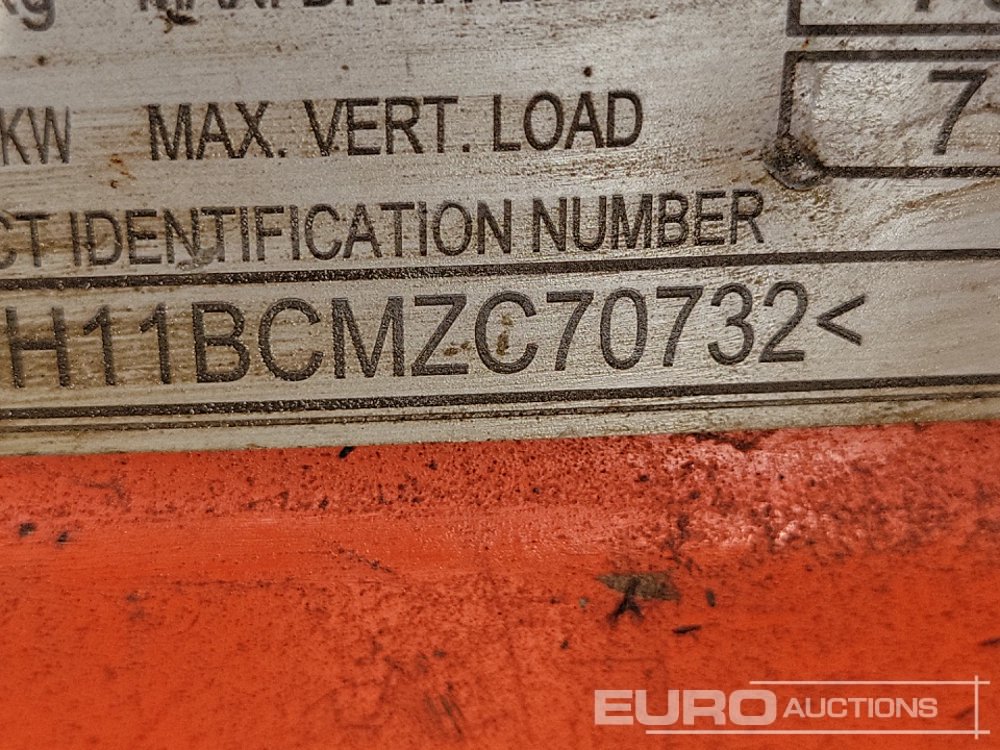 KW MAX. VERT. LOAD 7
CT IDENTIFICATION NUMBER
H11BCMZC70732<
EURO AUCTIONS